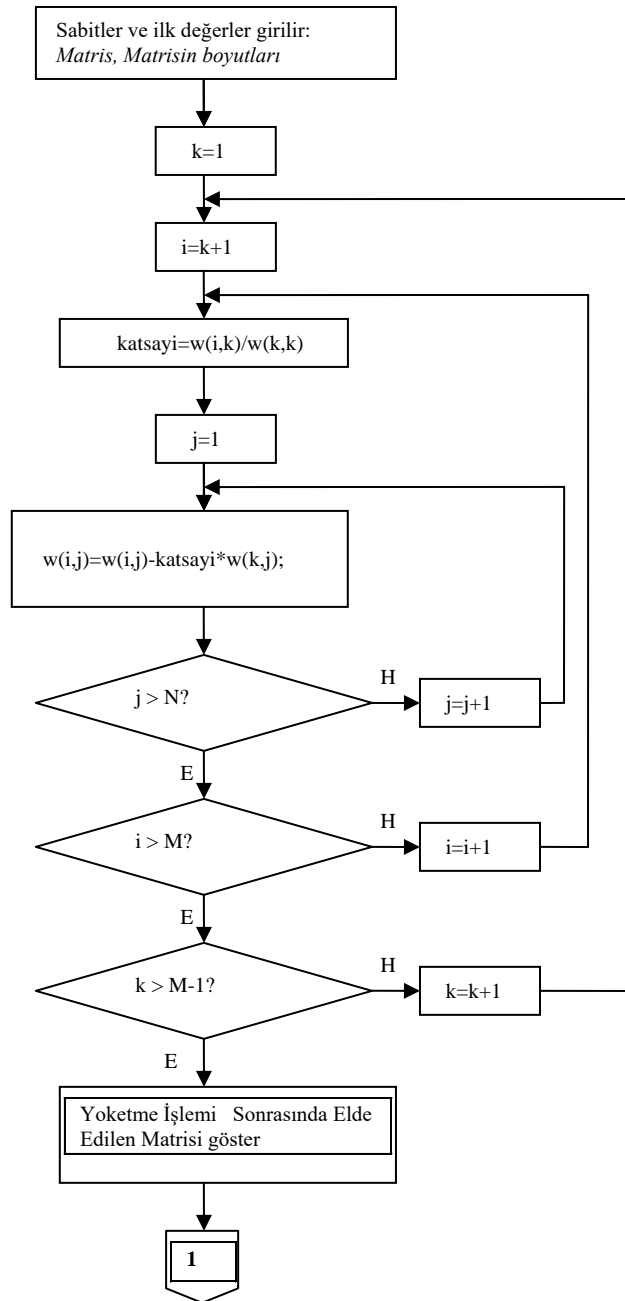 Sabitler ve ilk değerler girilir:
Matris, Matrisin boyutları
k=1
i=k+1
katsayi=w(i,k)/w(k,k)
j=1
w(i,j)=w(i,j)-katsayi*w(k,j);
j > N?
H
j=j+1
E
i > M?
H
i=i+1
E
k > M-1?
H
k=k+1
E
Yoketme İşlemi Sonrasında Elde
Edilen Matrisi göster
1